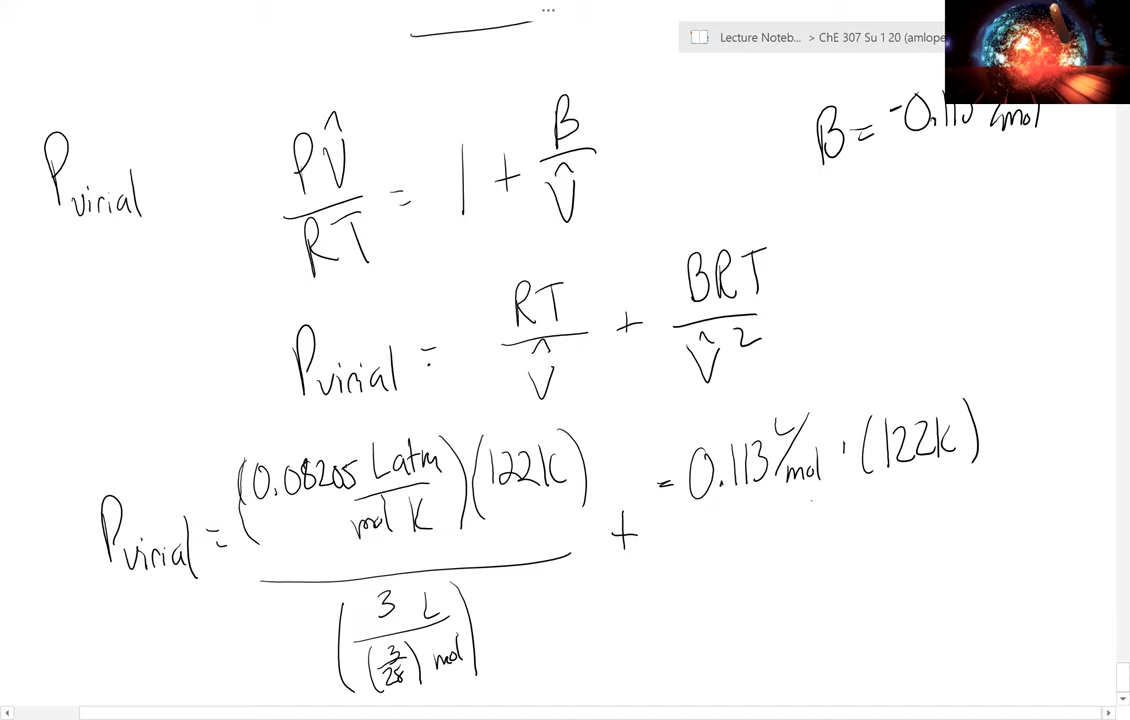 ...
Lecture Noteb... > ChE 307 Su 1 20 (amlope
B = -0.113 L/mol
P virial PV̂/RT = 1 + B/V̂
P virial = RT/V̂ + BRT/V̂²
P virial = (0.08205 L atm/mol K)(122K)/(3 L/(3/28) mol) + -0.113 L/mol · (122K)